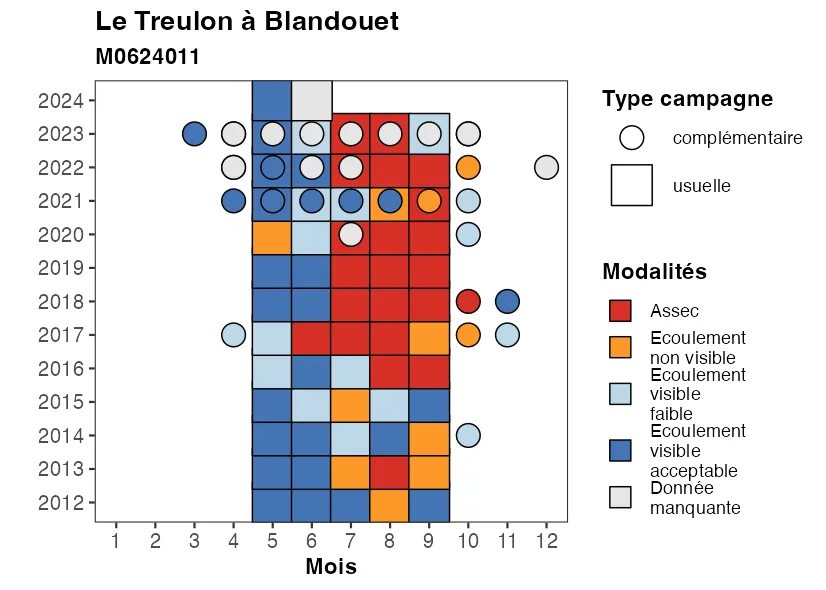 Le Treulon à Blandouet
M0624011
2024
2023
2022
2021
2020
2019
2018
2017
2016
2015
2014
2013
2012
1 2 3 4 5 6 7 8 9 10 11 12
Mois
Type campagne
complémentaire
usuelle
Modalités
Assec
Ecoulement
non visible
Ecoulement
visible
faible
Ecoulement
visible
acceptable
Donnée
manquante